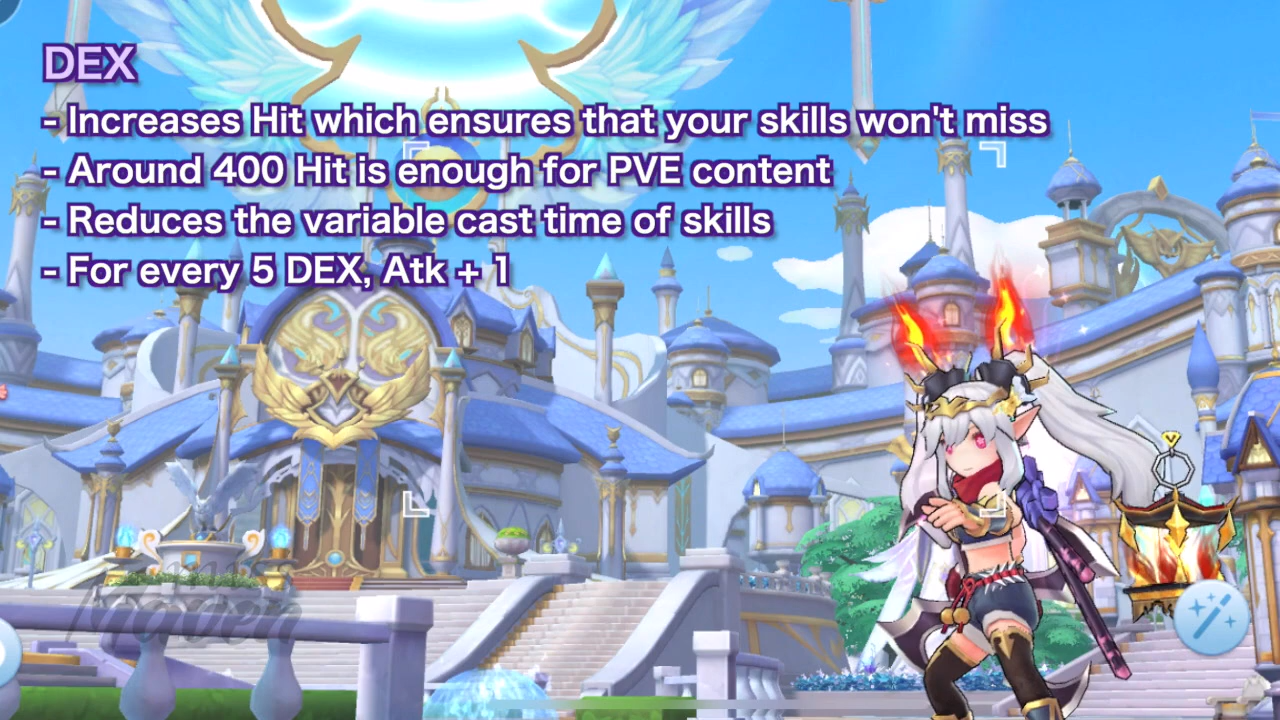 DEX
- Increases Hit which ensures that your skills won't miss
- Around 400 Hit is enough for PVE content
- Reduces the variable cast time of skills
- For every 5 DEX, Atk + 1